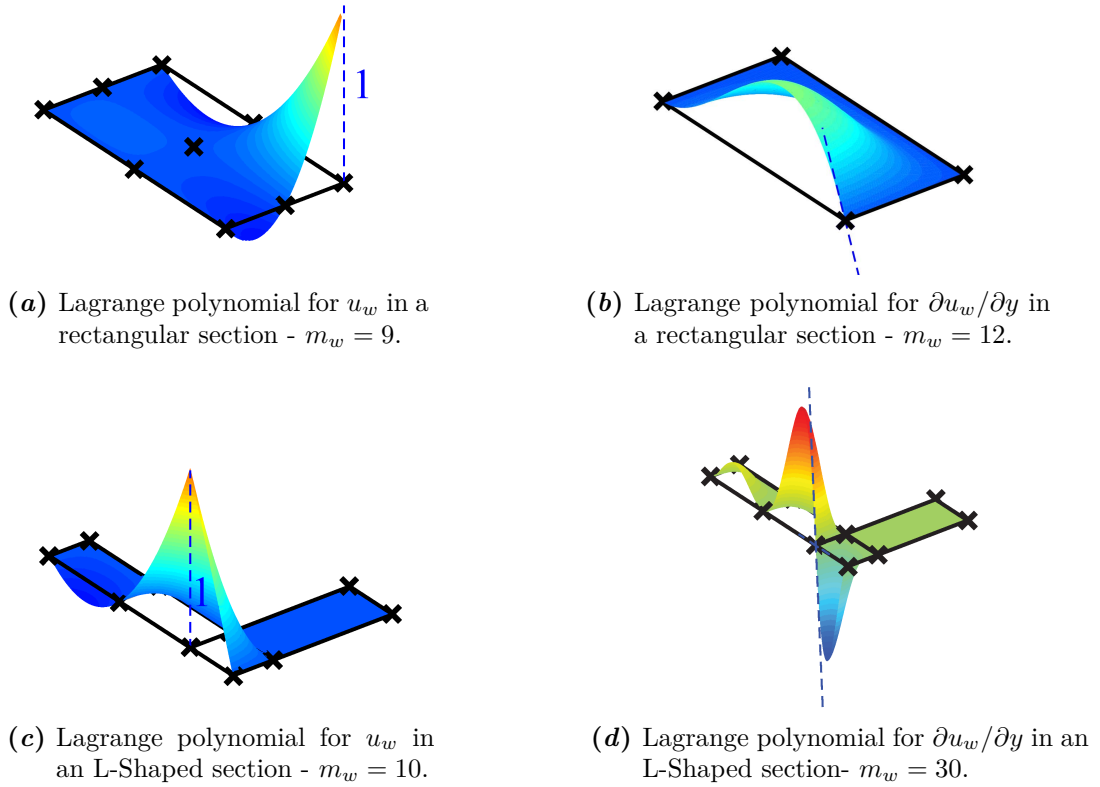 1
(a) Lagrange polynomial for u_w in a
rectangular section - m_w = 9.
(b) Lagrange polynomial for ∂u_w/∂y in
a rectangular section - m_w = 12.
1
(c) Lagrange polynomial for u_w in
an L-Shaped section - m_w = 10.
(d) Lagrange polynomial for ∂u_w/∂y in an
L-Shaped section- m_w = 30.